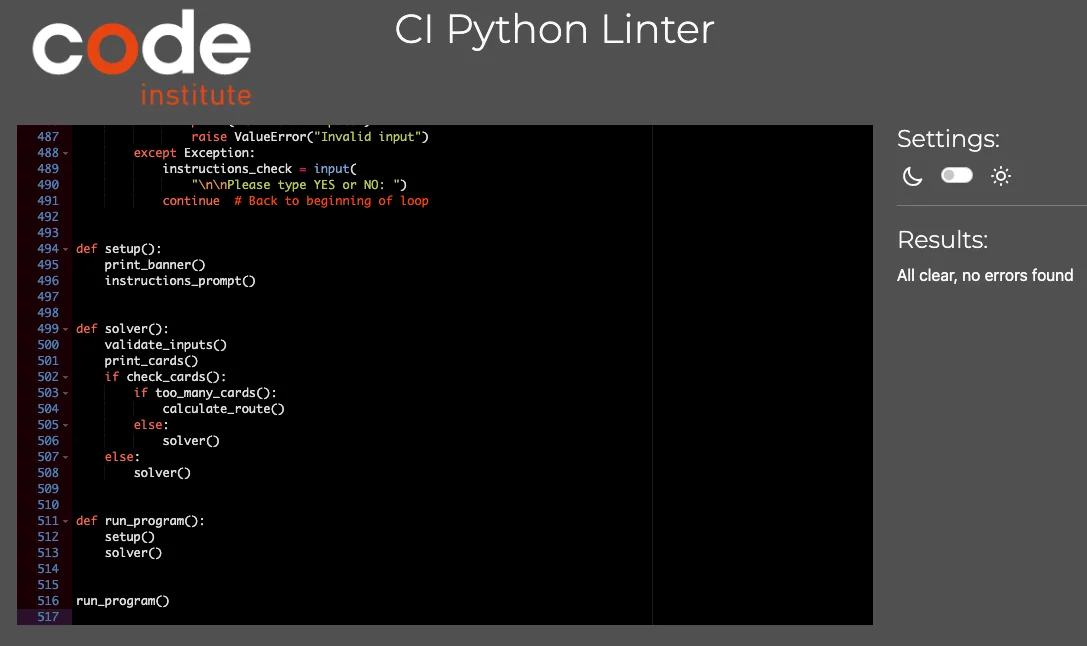 code
institute
CI Python Linter
487 raise ValueError("Invalid input")
488 except Exception:
489 instructions_check = input(
490 "\n\nPlease type YES or NO: ")
491 continue  # Back to beginning of loop
492
493
494 def setup():
495 print_banner()
496 instructions_prompt()
497
498
499 def solver():
500 validate_inputs()
501 print_cards()
502 if check_cards():
503 if too_many_cards():
504 calculate_route()
505 else:
506 solver()
507 else:
508 solver()
509
510
511 def run_program():
512 setup()
513 solver()
514
515
516 run_program()
517
Settings:
Results:
All clear, no errors found